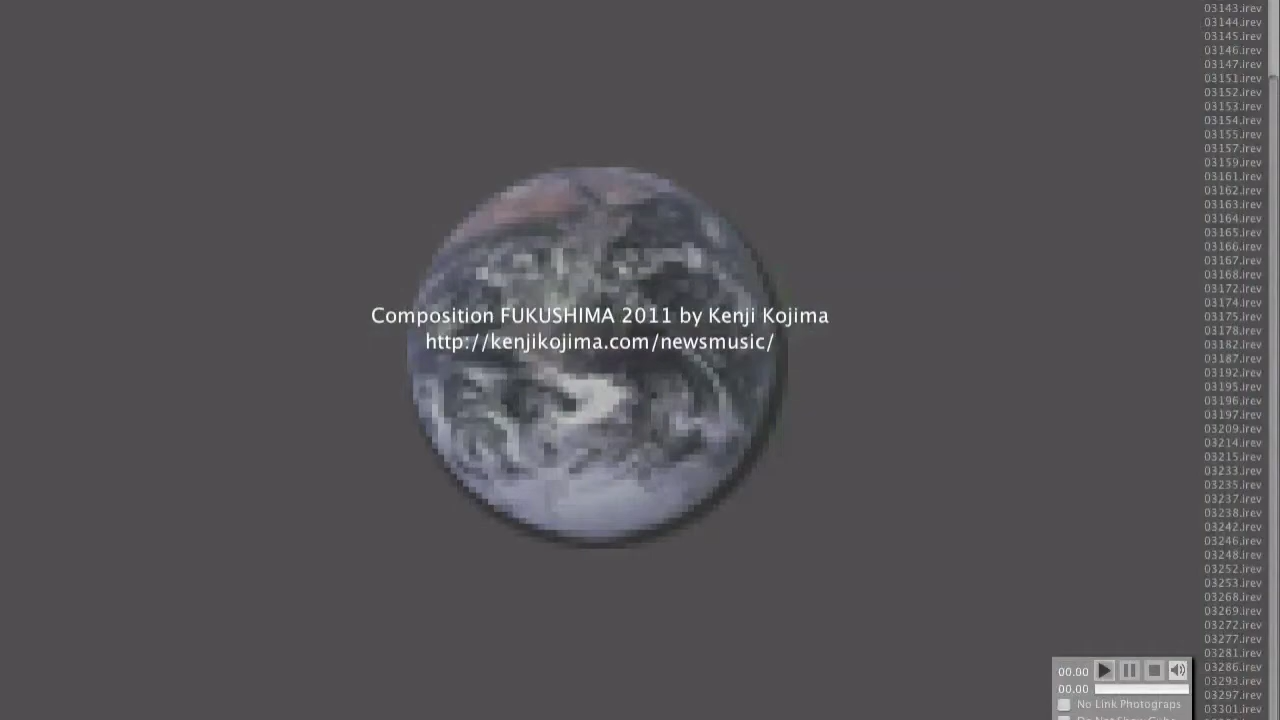 Composition FUKUSHIMA 2011 by Kenji Kojima
http://kenjikojima.com/newsmusic/
03143.irev
03144.irev
03145.irev
03146.irev
03147.irev
03151.irev
03152.irev
03153.irev
03154.irev
03155.irev
03157.irev
03159.irev
03161.irev
03162.irev
03163.irev
03164.irev
03165.irev
03166.irev
03167.irev
03168.irev
03172.irev
03174.irev
03175.irev
03178.irev
03182.irev
03187.irev
03192.irev
03195.irev
03196.irev
03197.irev
03209.irev
03214.irev
03215.irev
03233.irev
03235.irev
03237.irev
03238.irev
03242.irev
03246.irev
03248.irev
03252.irev
03253.irev
03268.irev
03269.irev
03272.irev
03277.irev
03281.irev
03286.irev
03293.irev
03297.irev
03301.irev
00.00
00.00
No Link Photograps